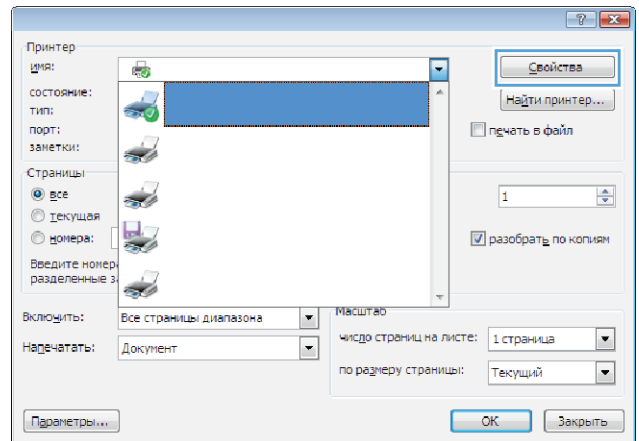 Принтер
имя:
Свойства
состояние:
Найти принтер...
тип:
порт:
печать в файл
заметки:
Страницы
все
1
текущая
номера:
разобрать по копиям
Введите
разделенные
Включить:
Все страницы диапазона
Масштаб
число страниц на листе:
1 страница
Напечатать:
Документ
по размеру страницы:
Текущий
Параметры...
ОК
Закрыть